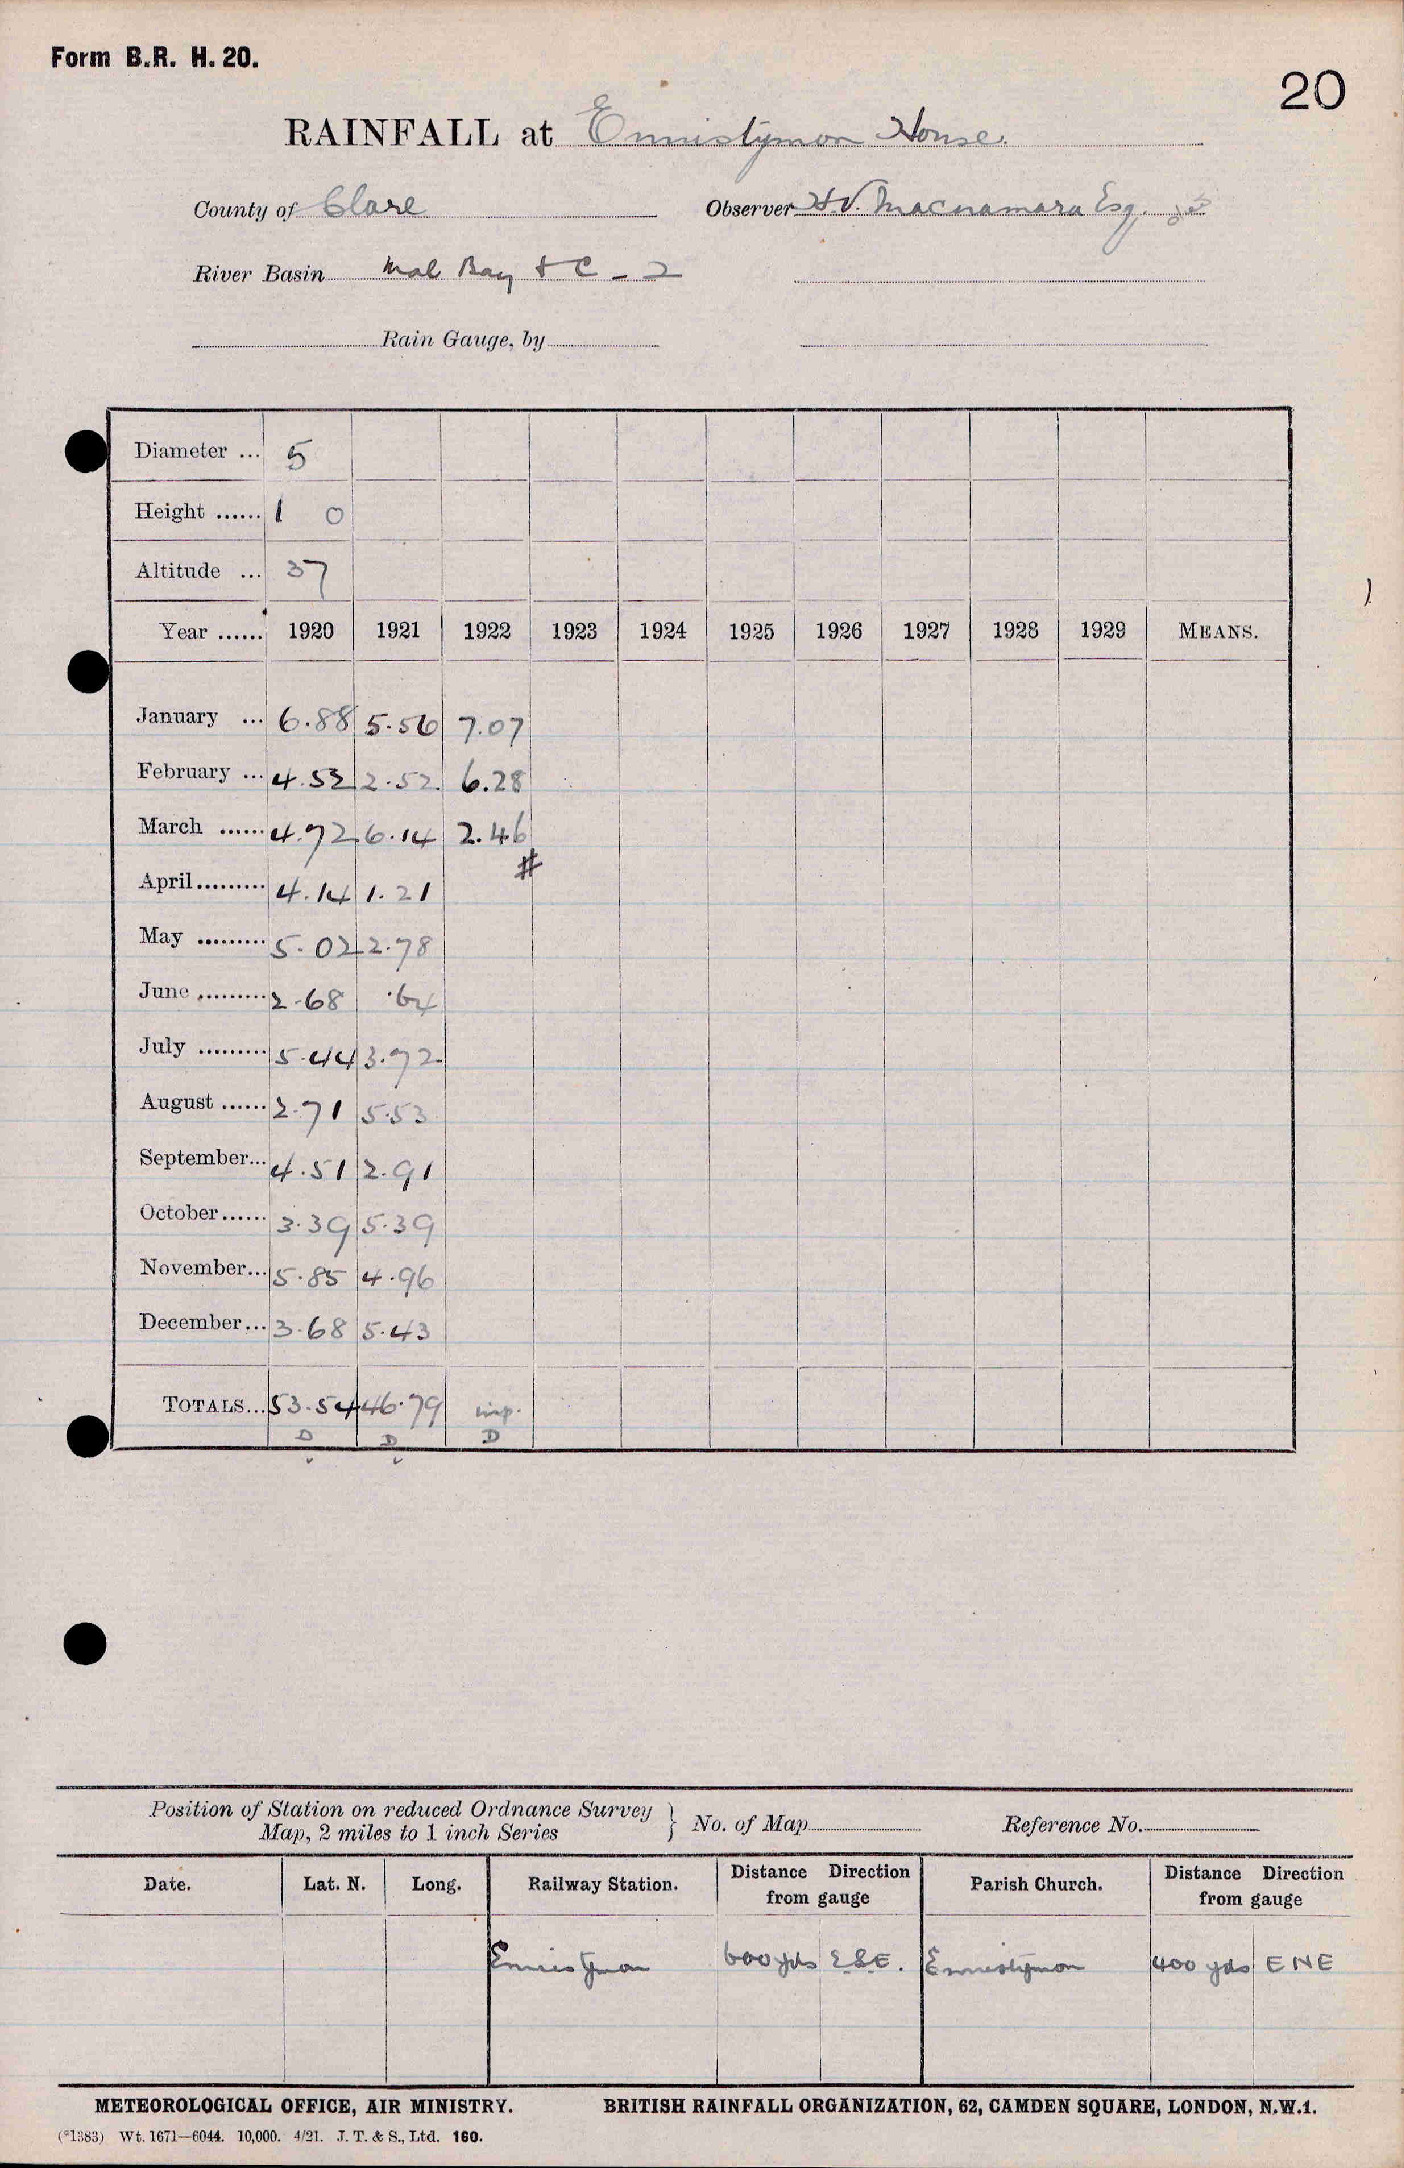 Form B.R. H. 20.
20
RAINFALL at Ennistymon House.
County of Clare Observer H.V. Macnamara Esq.
River Basin Mal Bay & C - 2
Rain Gauge, by
Diameter ... 5
Height ...... 1 0
Altitude ... 37
Year ...... 1920 1921 1922 1923 1924 1925 1926 1927 1928 1929 MEANS.
January ... 6.88 5.56 7.07
February ... 4.52 2.52 6.28
March ...... 4.72 6.14 2.46
#
April......... 4.14 1.21
May ......... 5.02 2.78
June ......... 2.68 .64
July ......... 5.44 3.72
August ...... 2.71 5.53
September... 4.51 2.91
October...... 3.39 5.39
November... 5.85 4.96
December... 3.68 5.43
TOTALS... 53.54 46.79 imp.
D D D
Position of Station on reduced Ordnance Survey
Map, 2 miles to 1 inch Series } No. of Map Reference No.
Date. Lat. N. Long. Railway Station. Distance Direction from gauge Parish Church. Distance Direction from gauge
Ennistymon 600 yds E.S.E. Ennistymon 400 yds ENE
METEOROLOGICAL OFFICE, AIR MINISTRY. BRITISH RAINFALL ORGANIZATION, 62, CAMDEN SQUARE, LONDON, N.W.1.
(*1383) Wt. 1671—6044. 10,000. 4/21. J. T. & S., Ltd. 160.